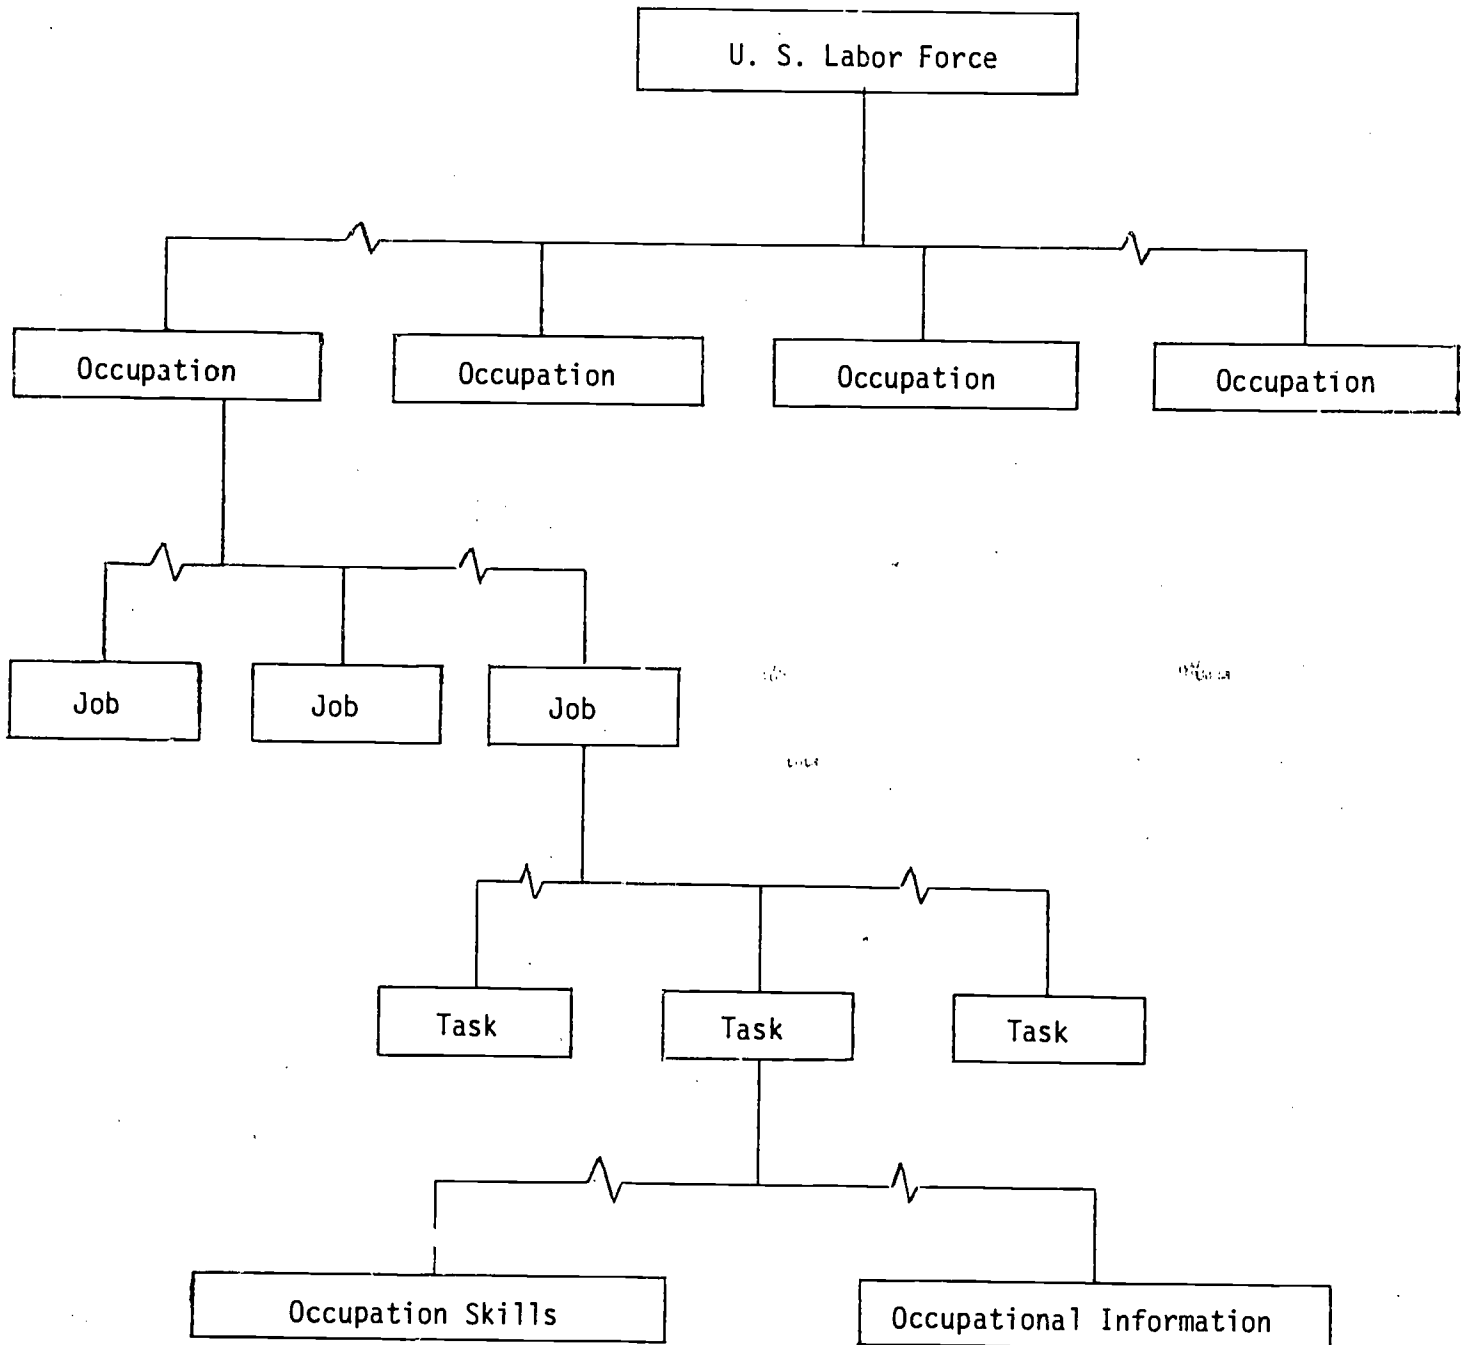 U. S. Labor Force
Occupation
Occupation
Occupation
Occupation
Job
Job
Job
Task
Task
Task
Occupation Skills
Occupational Information